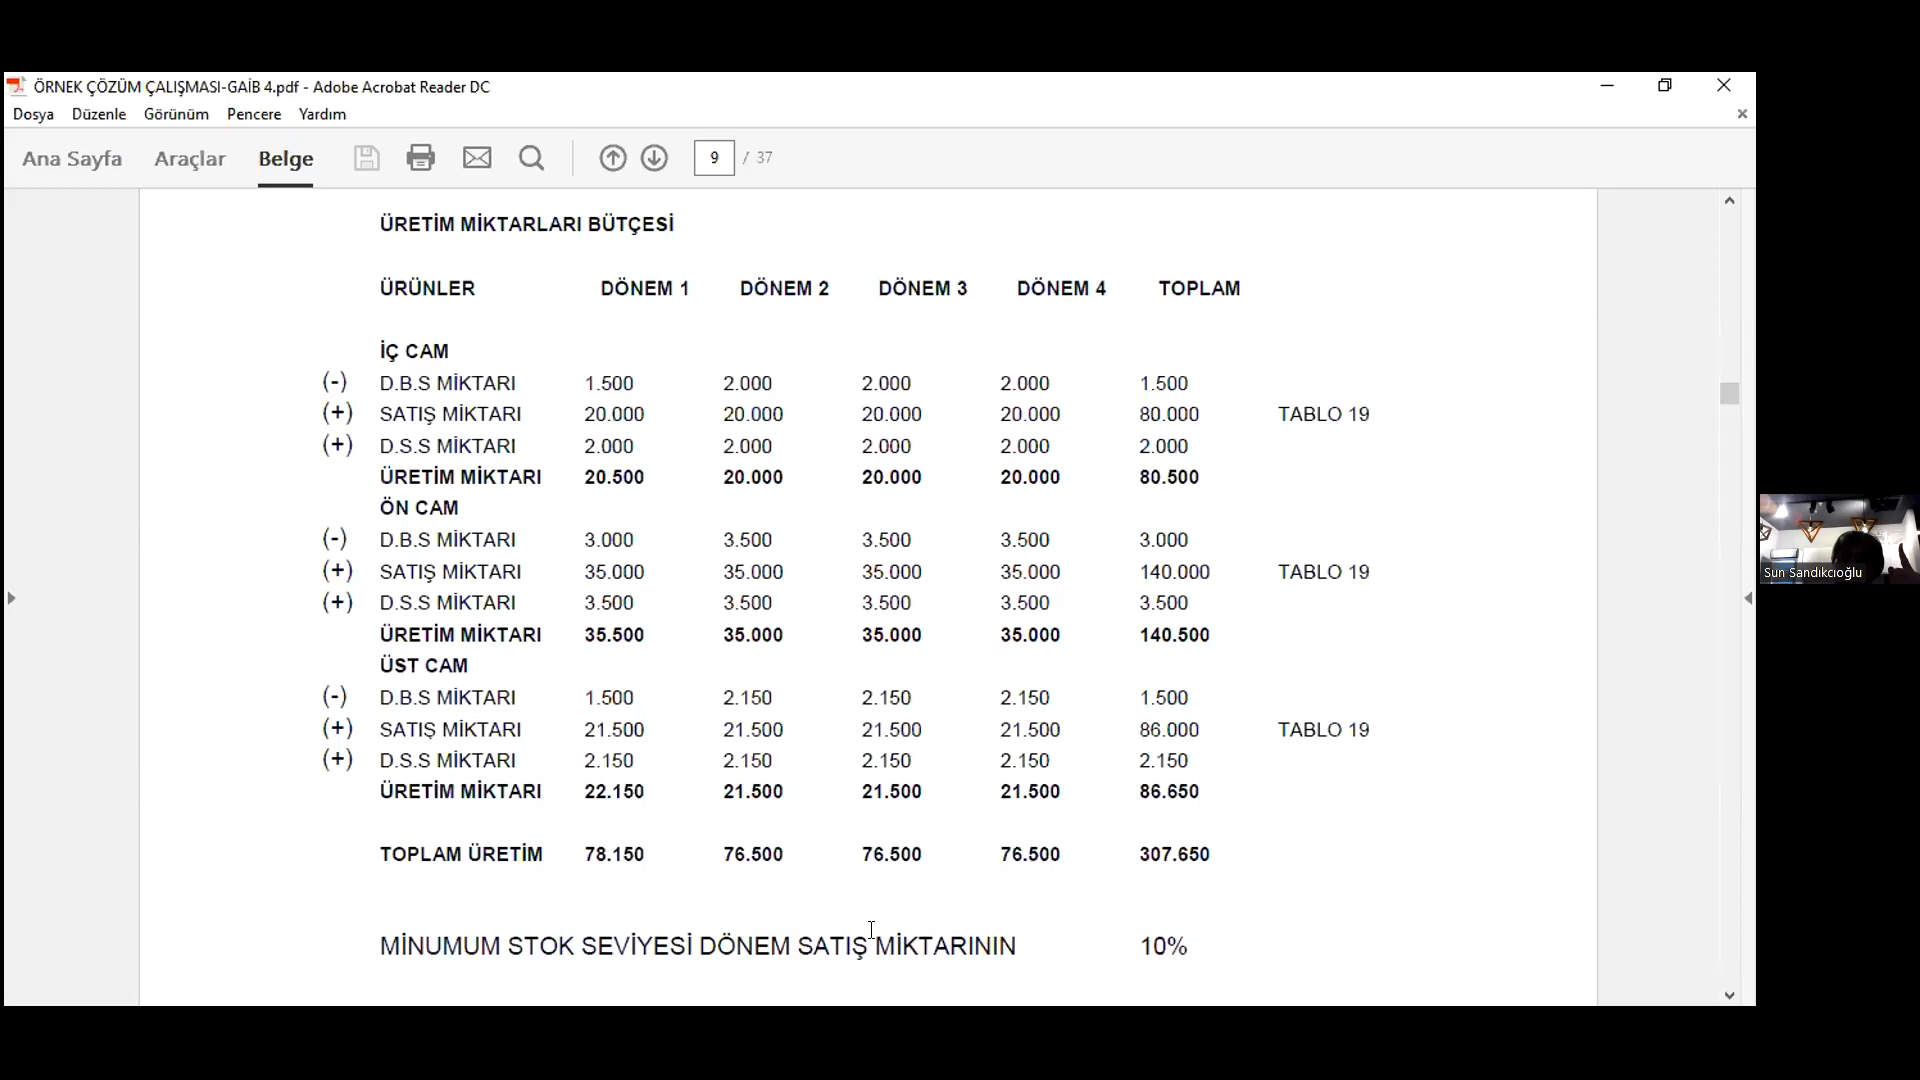 ÖRNEK ÇÖZÜM ÇALIŞMASI-GAİB 4.pdf - Adobe Acrobat Reader DC
Dosya Düzenle Görünüm Pencere Yardım
Ana Sayfa Araçlar Belge 9 / 37
ÜRETİM MİKTARLARI BÜTÇESİ
ÜRÜNLER DÖNEM 1 DÖNEM 2 DÖNEM 3 DÖNEM 4 TOPLAM
İÇ CAM
(-) D.B.S MİKTARI 1.500 2.000 2.000 2.000 1.500
(+) SATIŞ MİKTARI 20.000 20.000 20.000 20.000 80.000 TABLO 19
(+) D.S.S MİKTARI 2.000 2.000 2.000 2.000 2.000
ÜRETİM MİKTARI 20.500 20.000 20.000 20.000 80.500
ÖN CAM
(-) D.B.S MİKTARI 3.000 3.500 3.500 3.500 3.000
(+) SATIŞ MİKTARI 35.000 35.000 35.000 35.000 140.000 TABLO 19
(+) D.S.S MİKTARI 3.500 3.500 3.500 3.500 3.500
ÜRETİM MİKTARI 35.500 35.000 35.000 35.000 140.500
ÜST CAM
(-) D.B.S MİKTARI 1.500 2.150 2.150 2.150 1.500
(+) SATIŞ MİKTARI 21.500 21.500 21.500 21.500 86.000 TABLO 19
(+) D.S.S MİKTARI 2.150 2.150 2.150 2.150 2.150
ÜRETİM MİKTARI 22.150 21.500 21.500 21.500 86.650
TOPLAM ÜRETİM 78.150 76.500 76.500 76.500 307.650
MİNUMUM STOK SEVİYESİ DÖNEM SATIŞ MİKTARININ 10%
Sun Sandıkcıoğlu